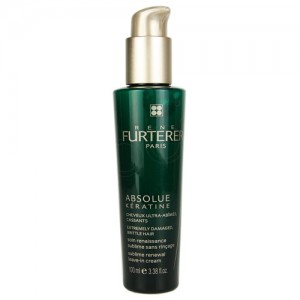 RENE
FURTERER
PARIS
ABSOLUE
KÉRATINE
CHEVEUX ULTRA-ABÎMÉS,
CASSANTS
EXTREMELY DAMAGED,
BRITTLE HAIR
soin renaissance
sublime sans rinçage
sublime renewal
leave-in cream
100 ml e 3.38 fl.oz